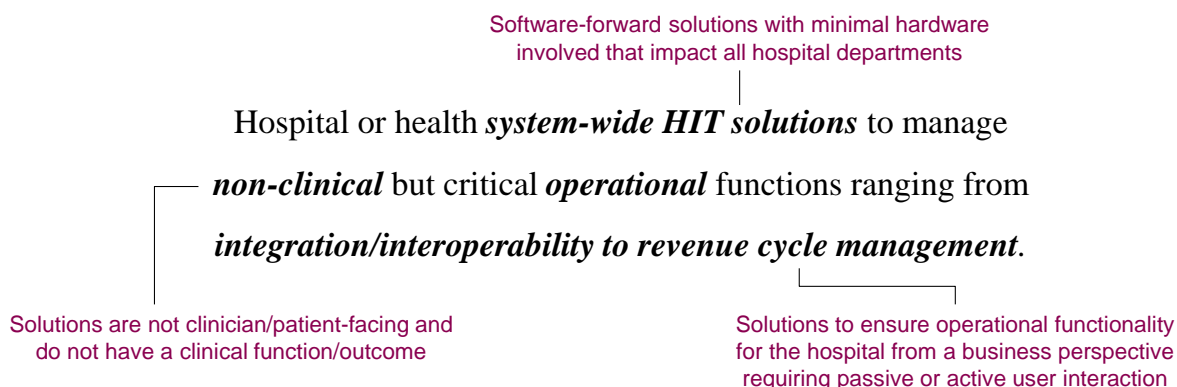 Software-forward solutions with minimal hardware
involved that impact all hospital departments
Hospital or health system-wide HIT solutions to manage
non-clinical but critical operational functions ranging from
integration/interoperability to revenue cycle management.
Solutions are not clinician/patient-facing and
do not have a clinical function/outcome
Solutions to ensure operational functionality
for the hospital from a business perspective
requiring passive or active user interaction